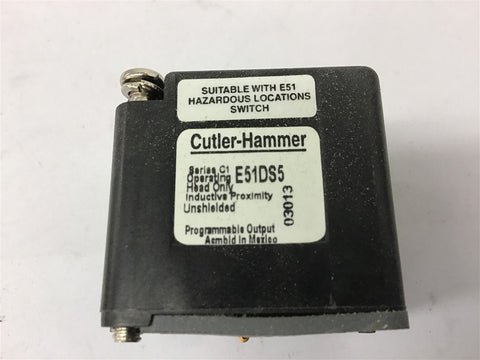 SUITABLE WITH E51
HAZARDOUS LOCATIONS
SWITCH
Cutler-Hammer
Series C1
Operating E51DS5
Head Only
Inductive Proximity
Unshielded
03013
Programmable Output
Asmbld in Mexico